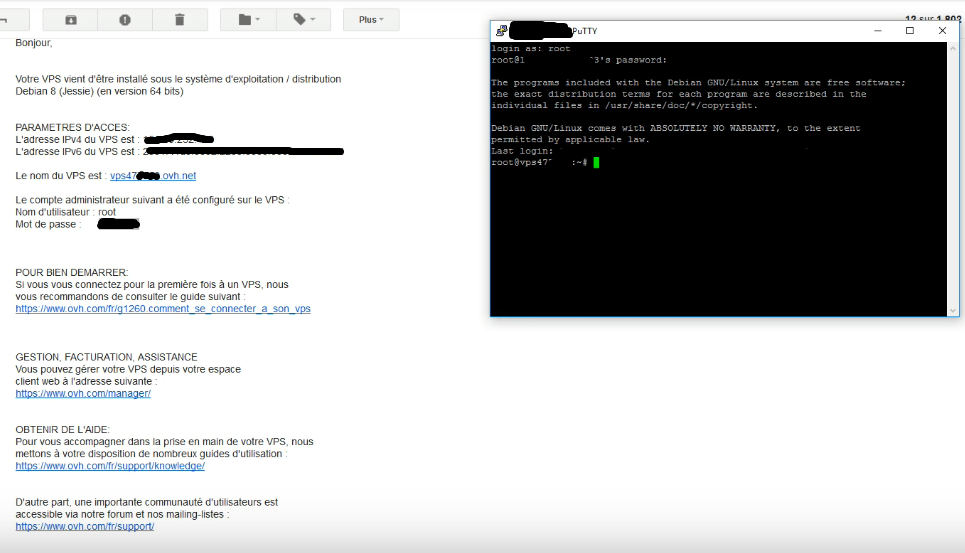 Plus
12 sur 1 802
Bonjour,
Votre VPS vient d'être installé sous le système d'exploitation / distribution
Debian 8 (Jessie) (en version 64 bits)
PARAMETRES D'ACCES:
L'adresse IPv4 du VPS est :
L'adresse IPv6 du VPS est :
Le nom du VPS est : vps47 .ovh.net
Le compte administrateur suivant a été configuré sur le VPS :
Nom d'utilisateur : root
Mot de passe :
POUR BIEN DEMARRER:
Si vous vous connectez pour la première fois à un VPS, nous
vous recommandons de consulter le guide suivant :
https://www.ovh.com/fr/g1260.comment_se_connecter_a_son_vps
GESTION, FACTURATION, ASSISTANCE
Vous pouvez gérer votre VPS depuis votre espace
client web à l'adresse suivante :
https://www.ovh.com/manager/
OBTENIR DE L'AIDE:
Pour vous accompagner dans la prise en main de votre VPS, nous
mettons à votre disposition de nombreux guides d'utilisation :
https://www.ovh.com/fr/support/knowledge/
D'autre part, une importante communauté d'utilisateurs est
accessible via notre forum et nos mailing-listes :
https://www.ovh.com/fr/support/
PuTTY
login as: root
root@1 3's password:
The programs included with the Debian GNU/Linux system are free software;
the exact distribution terms for each program are described in the
individual files in /usr/share/doc/*/copyright.
Debian GNU/Linux comes with ABSOLUTELY NO WARRANTY, to the extent
permitted by applicable law.
Last login:
root@vps47 :~#